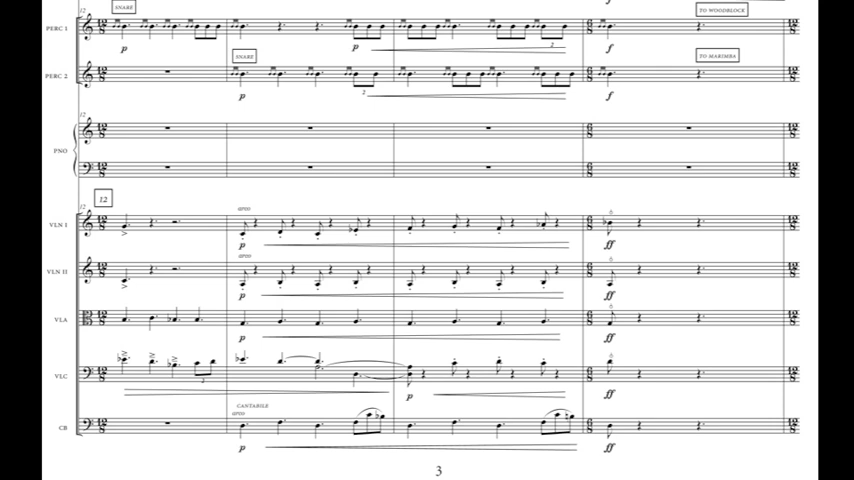 12
SNARE
TO WOODBLOCK
PERC 1
p
p
2
f
SNARE
TO MARIMBA
PERC 2
p
2
f
12
PNO
12
12
arco
VLN I
p
ff
arco
VLN II
p
ff
VLA
p
ff
VLC
2
p
ff
CANTABILE
arco
CB
p
ff
3